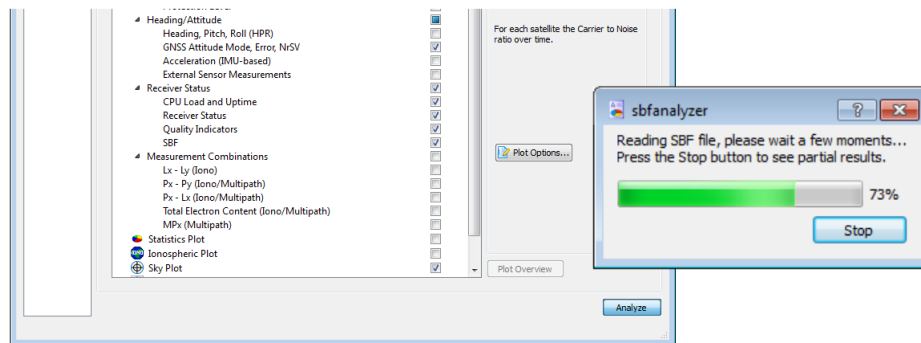 Heading/Attitude
Heading, Pitch, Roll (HPR)
GNSS Attitude Mode, Error, NrSV
Acceleration (IMU-based)
External Sensor Measurements
Receiver Status
CPU Load and Uptime
Receiver Status
Quality Indicators
SBF
Measurement Combinations
Lx - Ly (Iono)
Px - Py (Iono/Multipath)
Px - Lx (Iono/Multipath)
Total Electron Content (Iono/Multipath)
MPx (Multipath)
Statistics Plot
Ionospheric Plot
Sky Plot
For each satellite the Carrier to Noise
ratio over time.
Plot Options...
Plot Overview
Analyze
sbfanalyzer
Reading SBF file, please wait a few moments...
Press the Stop button to see partial results.
73%
Stop